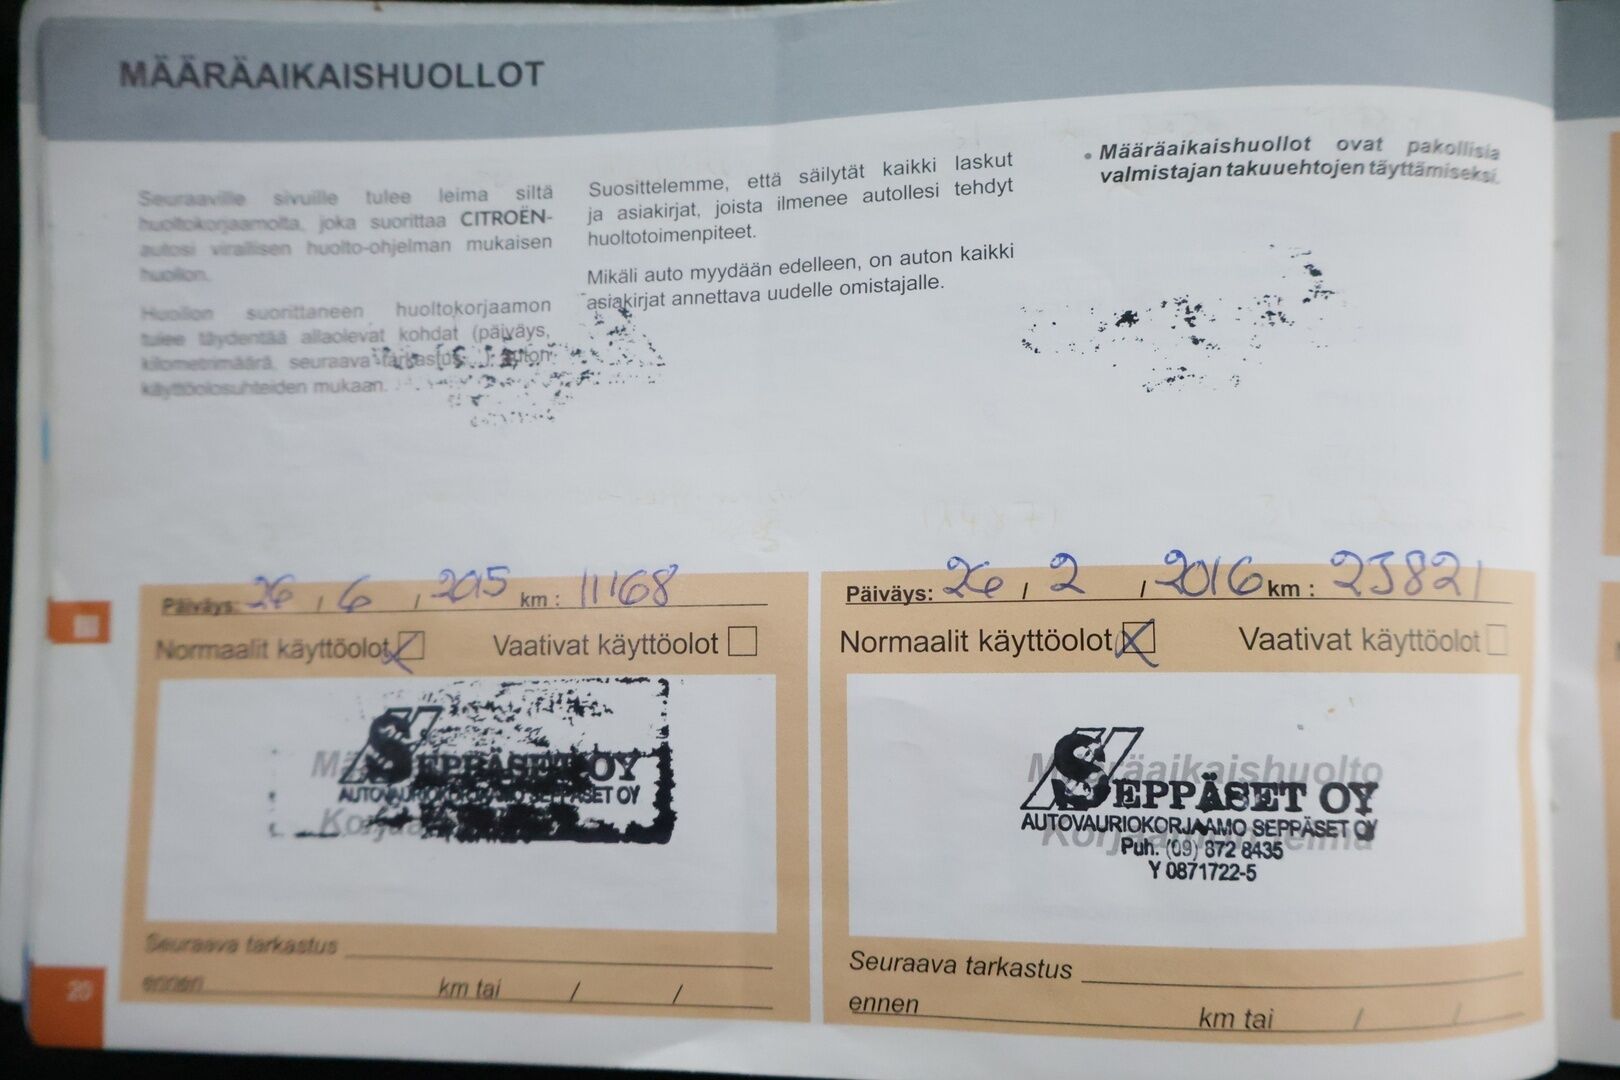 MÄÄRÄAIKAISHUOLLOT
Seuraaville sivuille tulee leima siltä
huoltokorjaamolta, joka suorittaa CITROËN-
autosi virallisen huolto-ohjelman mukaisen
huollon.
Huollon suorittaneen huoltokorjaamon
tulee täydentää allaolevat kohdat (päiväys,
kilometrimäärä, seuraava tarkastus...) auton
käyttöolosuhteiden mukaan.
Suosittelemme, että säilytät kaikki laskut
ja asiakirjat, joista ilmenee autollesi tehdyt
huoltotoimenpiteet.
Mikäli auto myydään edelleen, on auton kaikki
asiakirjat annettava uudelle omistajalle.
• Määräaikaishuollot ovat pakollisia
valmistajan takuuehtojen täyttämiseksi.
Päiväys: 26 / 6 / 2015 km : 11168
Normaalit käyttöolot Vaativat käyttöolot
SEPPÄSET OY
AUTOVAURIOKORJAAMO SEPPÄSET OY
Seuraava tarkastus
ennen km tai / /
Päiväys: 26 / 2 / 2016 km : 23821
Normaalit käyttöolot Vaativat käyttöolot
Määräaikaishuolto
SEPPÄSET OY
AUTOVAURIOKORJAAMO SEPPÄSET OY
Korjaamon leima
Puh. (09) 872 8435
Y 0871722-5
Seuraava tarkastus
ennen km tai / /
20